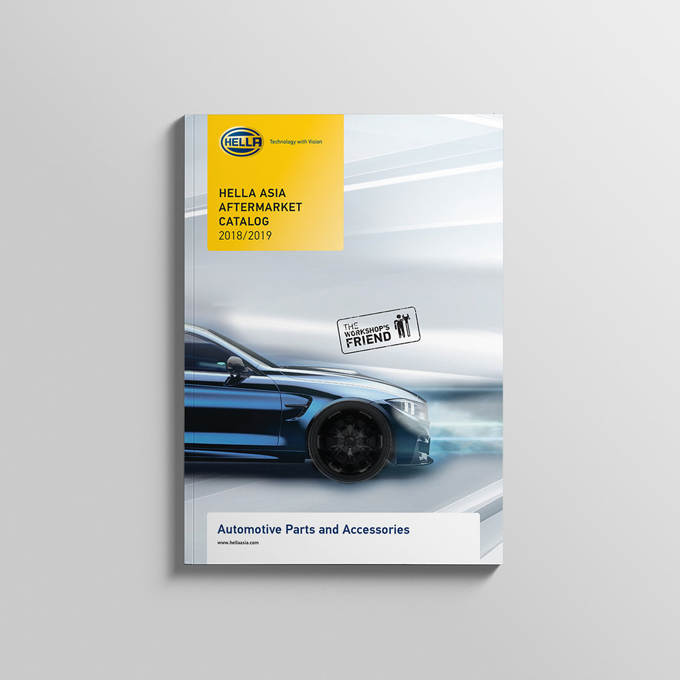 HELLA
Technology with Vision
HELLA ASIA
AFTERMARKET
CATALOG
2018/2019
THE
WORKSHOP'S
FRIEND
Automotive Parts and Accessories
www.hellaasia.com